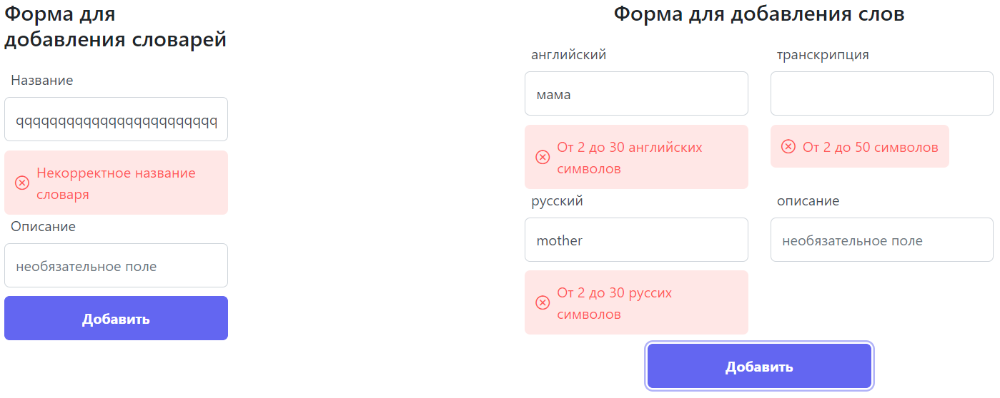 Форма для
добавления словарей
Название
qqqqqqqqqqqqqqqqqqqqqqqq
Некорректное название
словаря
Описание
необязательное поле
Добавить
Форма для добавления слов
английский
транскрипция
мама
От 2 до 30 английских
символов
От 2 до 50 символов
русский
описание
mother
необязательное поле
От 2 до 30 руссих
символов
Добавить